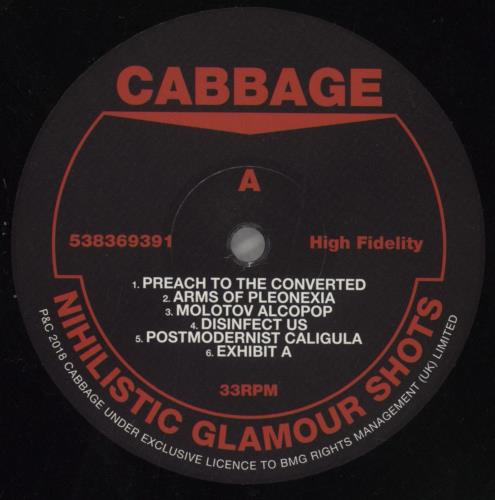 CABBAGE
A
538369391
High Fidelity
1. PREACH TO THE CONVERTED
2. ARMS OF PLEONEXIA
3. MOLOTOV ALCOPOP
4. DISINFECT US
5. POSTMODERNIST CALIGULA
6. EXHIBIT A
33RPM
NIHILISTIC GLAMOUR SHOTS
P&C 2018 CABBAGE UNDER EXCLUSIVE LICENCE TO BMG RIGHTS MANAGEMENT (UK) LIMITED